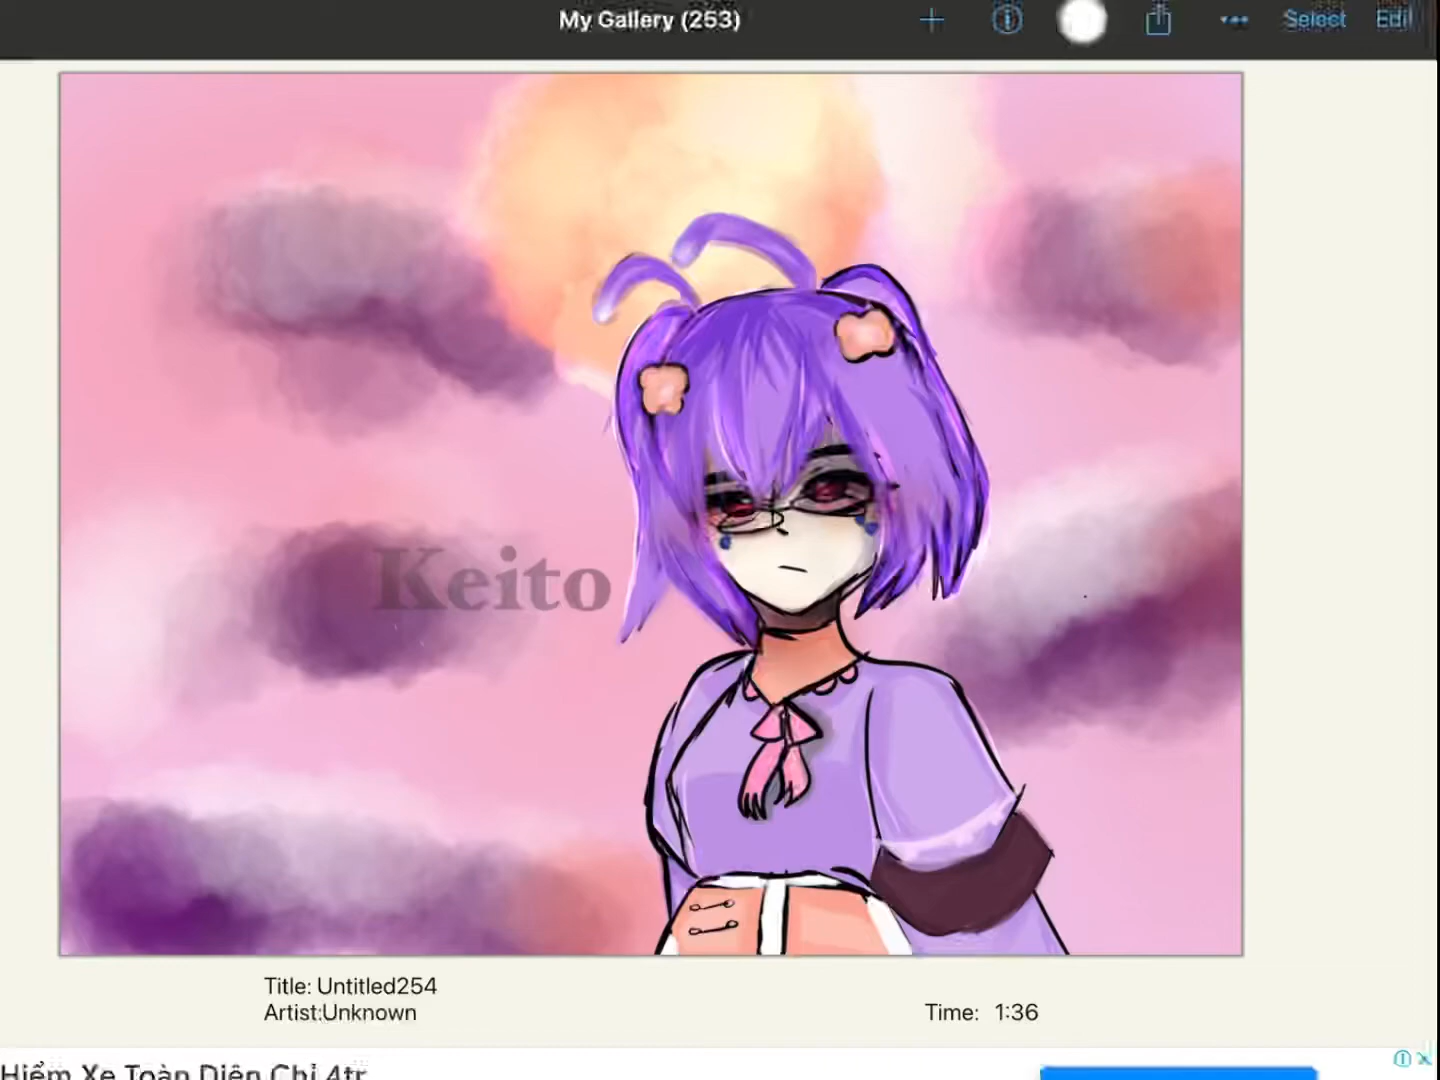 My Gallery (253)
Select
Edit
Keito
Title: Untitled254
Artist:Unknown
Time: 1:36
Hiểm Xe Toàn Diện Chỉ 4tr